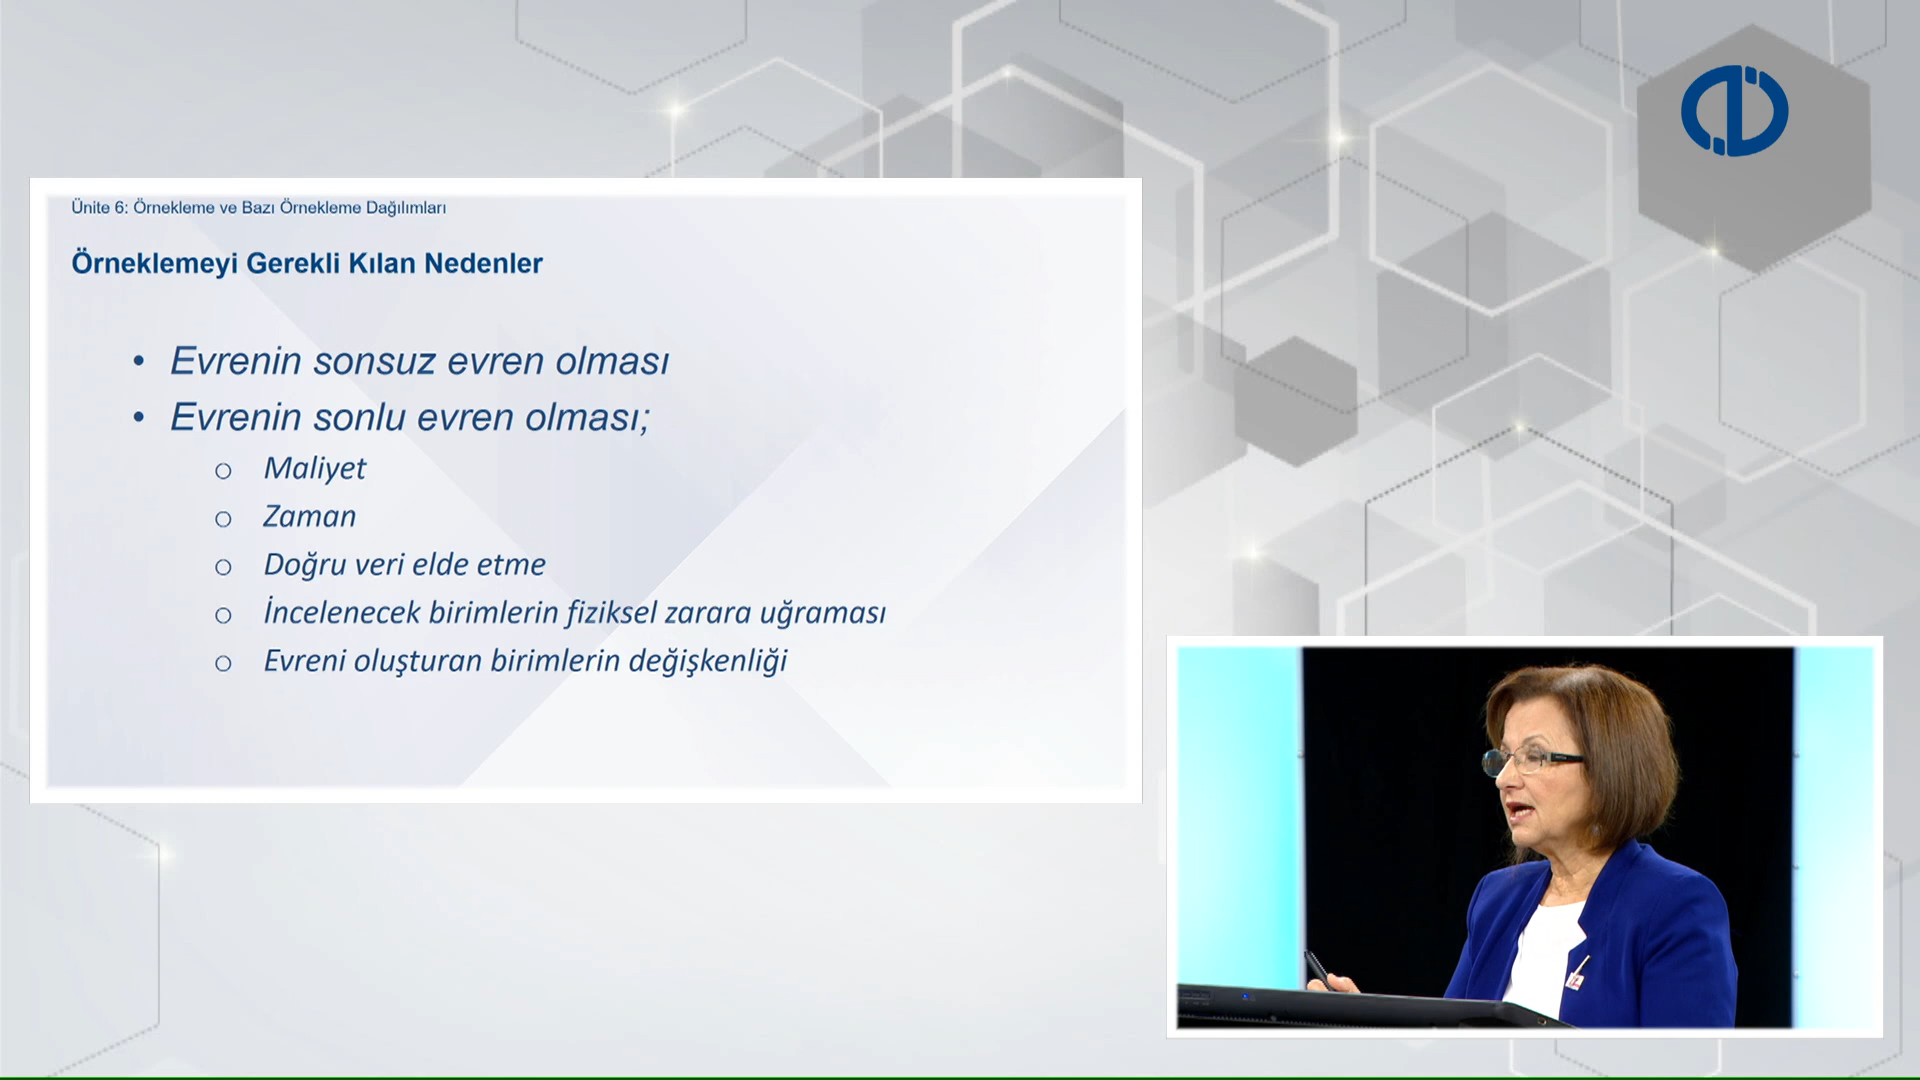 Ünite 6: Örnekleme ve Bazı Örnekleme Dağılımları
Örneklemeyi Gerekli Kılan Nedenler
• Evrenin sonsuz evren olması
• Evrenin sonlu evren olması;
o Maliyet
o Zaman
o Doğru veri elde etme
o İncelenecek birimlerin fiziksel zarara uğraması
o Evreni oluşturan birimlerin değişkenliği